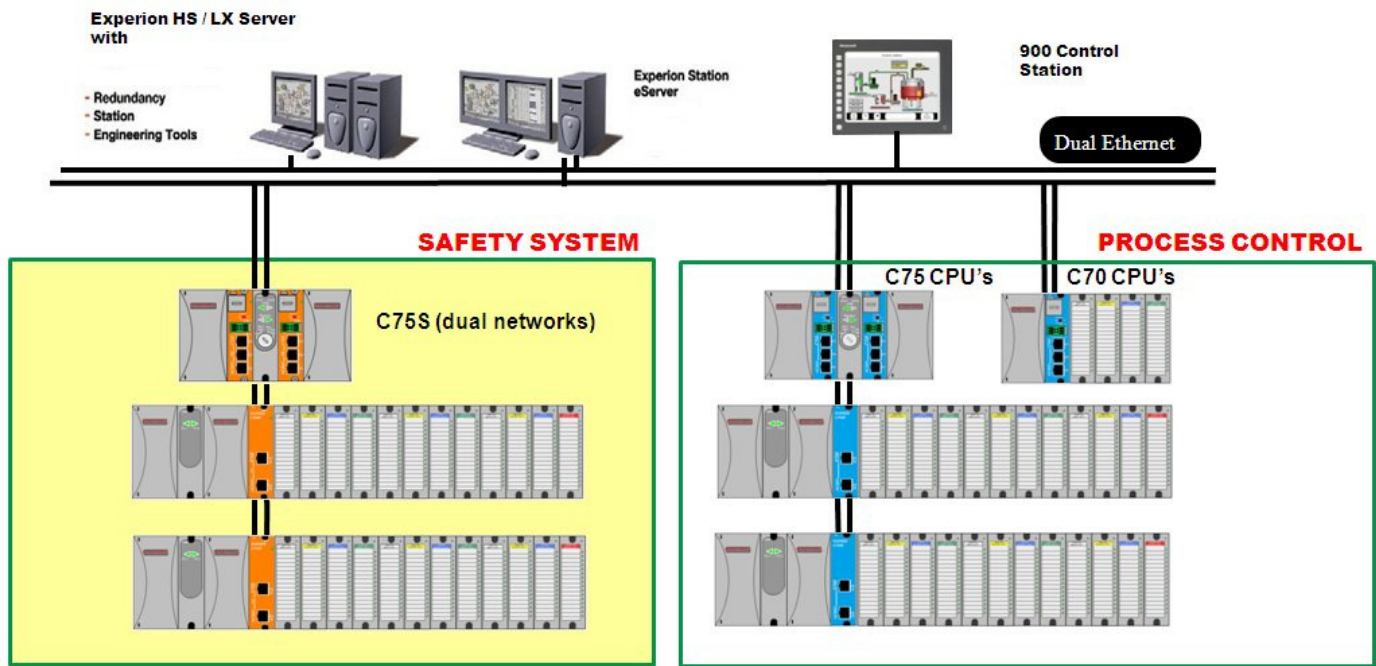 Experion HS / LX Server
with
- Redundancy
- Station
- Engineering Tools
Experion Station
eServer
900 Control
Station
Dual Ethernet
SAFETY SYSTEM
PROCESS CONTROL
C75S (dual networks)
C75 CPU's
C70 CPU's